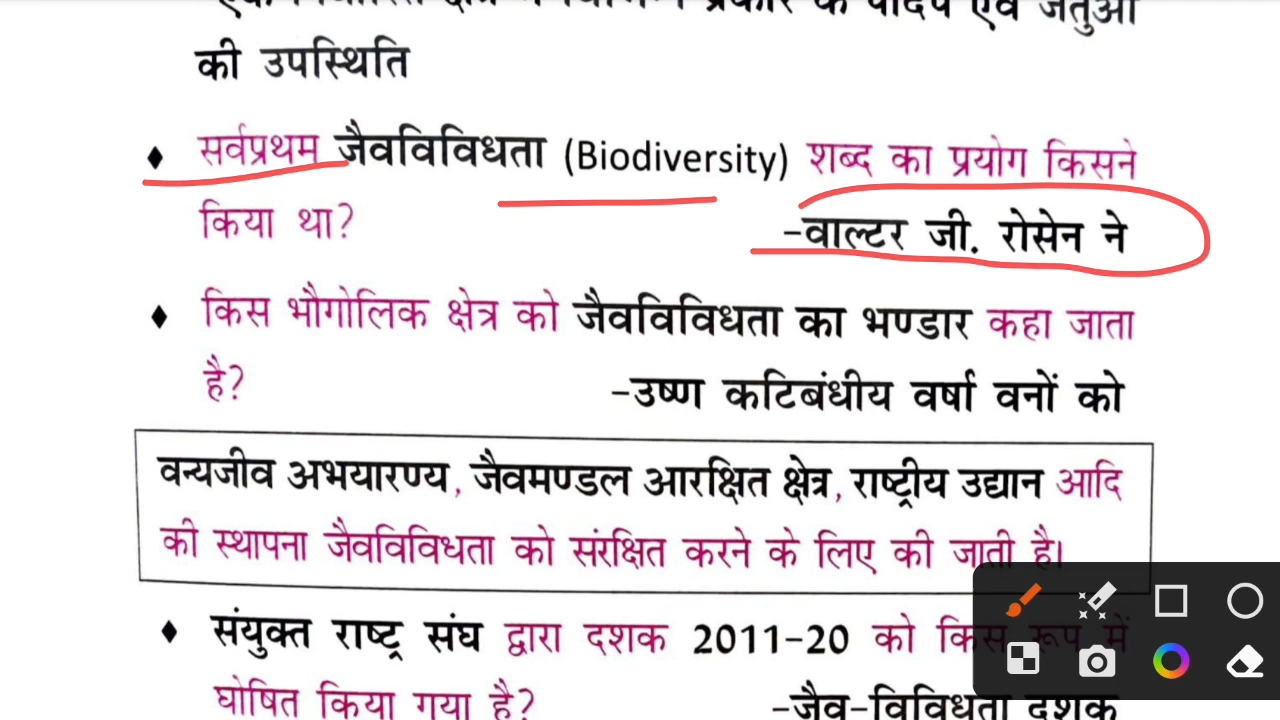 की उपस्थिति
♦ सर्वप्रथम जैवविविधता (Biodiversity) शब्द का प्रयोग किसने
किया था? -वाल्टर जी. रोसेन ने
♦ किस भौगोलिक क्षेत्र को जैवविविधता का भण्डार कहा जाता
है? -उष्ण कटिबंधीय वर्षा वनों को
वन्यजीव अभयारण्य, जैवमण्डल आरक्षित क्षेत्र, राष्ट्रीय उद्यान आदि
की स्थापना जैवविविधता को संरक्षित करने के लिए की जाती है।
♦ संयुक्त राष्ट्र संघ द्वारा दशक 2011-20 को किस रूप में
घोषित किया गया है? -जैव-विविधता दशक